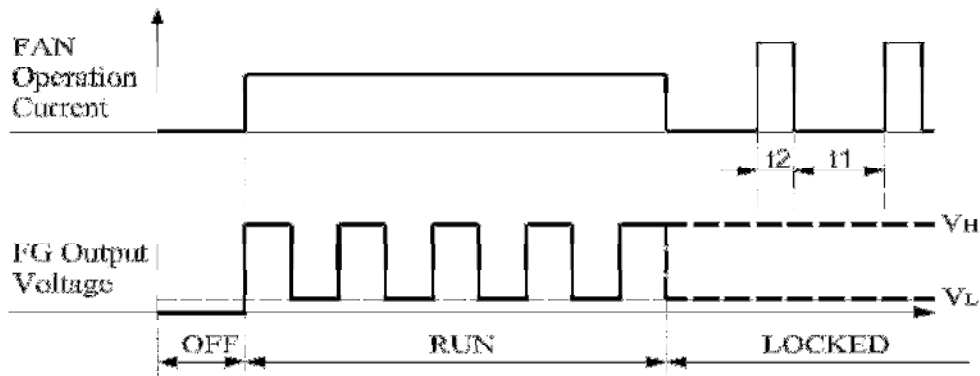 FAN
Operation
Current
t2
t1
FG Output
Voltage
VH
VL
OFF
RUN
LOCKED